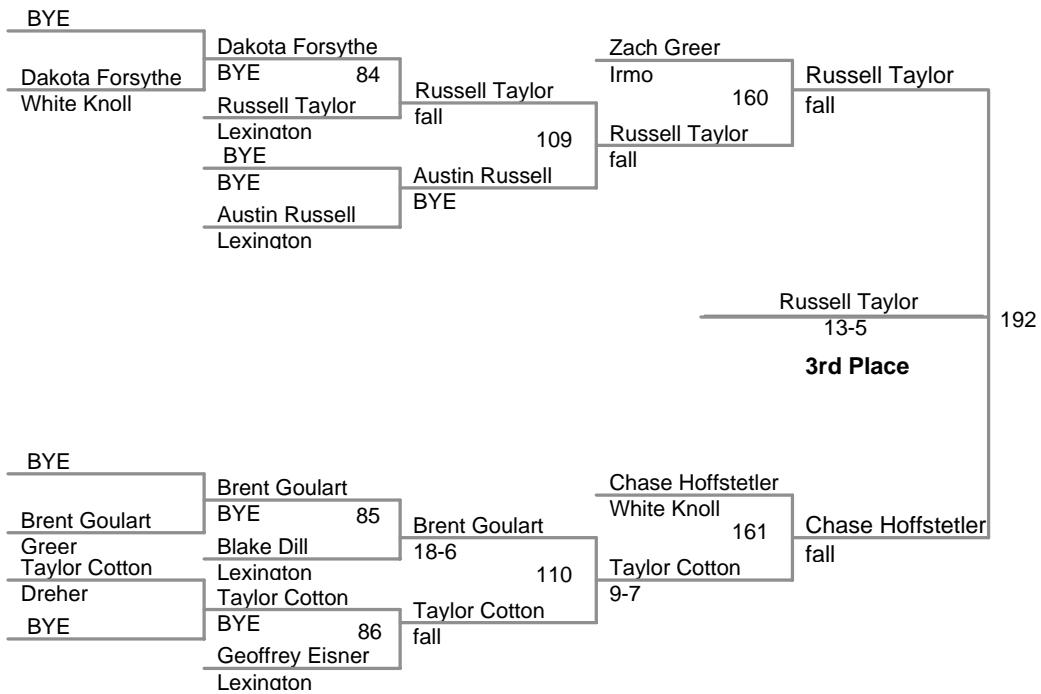 BYE
Dakota Forsythe
White Knoll
Dakota Forsythe
BYE 84
Russell Taylor
Lexington
BYE
BYE
Austin Russell
Lexington
Russell Taylor
fall
109
Austin Russell
BYE
Zach Greer
Irmo
160
Russell Taylor
fall
Russell Taylor
fall
Russell Taylor
13-5
3rd Place
192
BYE
Brent Goulart
Greer
Taylor Cotton
Dreher
BYE
Brent Goulart
BYE 85
Blake Dill
Lexington
Taylor Cotton
BYE 86
Geoffrey Eisner
Lexington
Brent Goulart
18-6
110
Taylor Cotton
fall
Chase Hoffstetler
White Knoll
161
Taylor Cotton
9-7
Chase Hoffstetler
fall